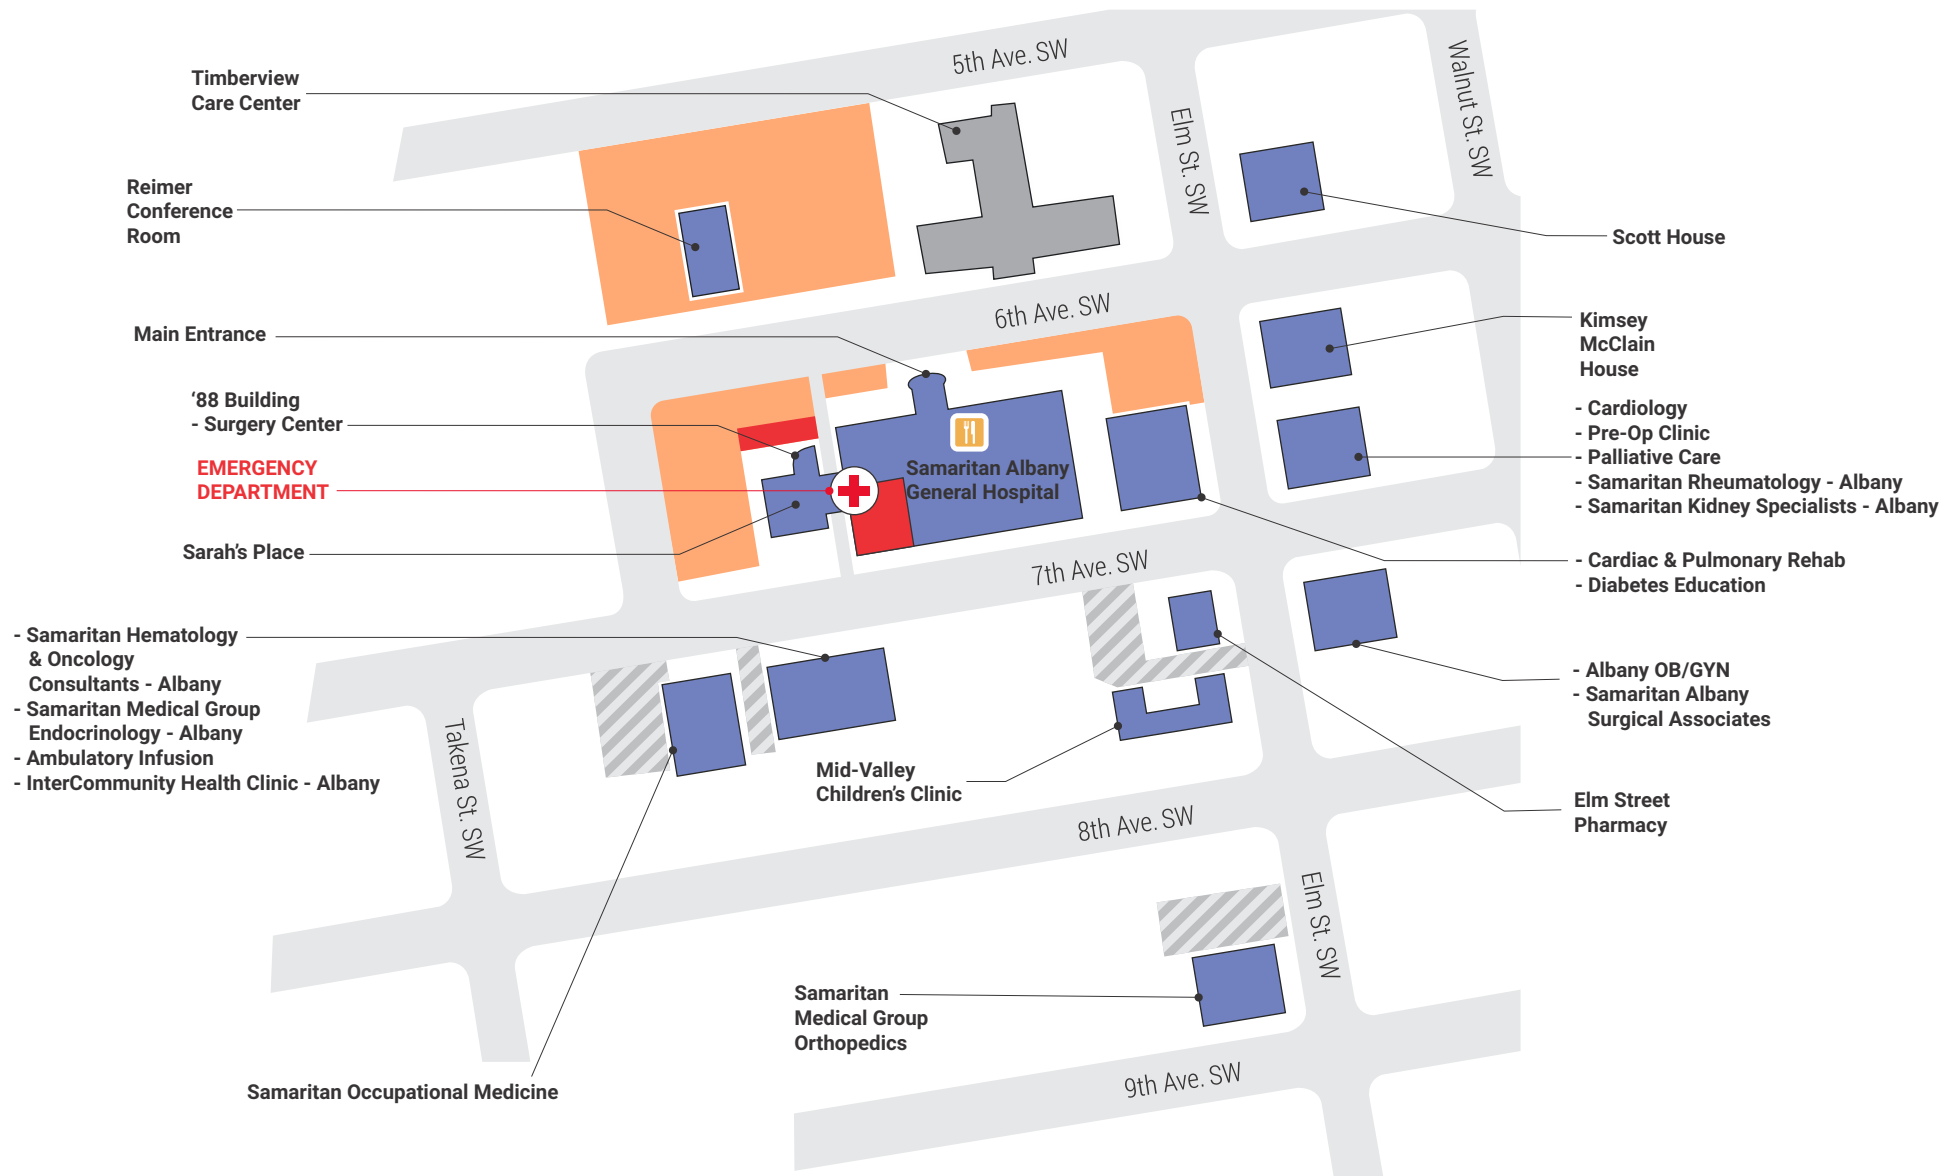 5th Ave. SW
Walnut St. SW
Timberview
Care Center
Elm St. SW
Reimer
Conference
Room
Scott House
6th Ave. SW
Main Entrance
Kimsey
McClain
House
‘88 Building
- Surgery Center
- Cardiology
- Pre-Op Clinic
- Palliative Care
- Samaritan Rheumatology - Albany
- Samaritan Kidney Specialists - Albany
EMERGENCY
DEPARTMENT
Samaritan Albany
General Hospital
Sarah’s Place
7th Ave. SW
- Cardiac & Pulmonary Rehab
- Diabetes Education
- Samaritan Hematology
& Oncology
Consultants - Albany
- Samaritan Medical Group
Endocrinology - Albany
- Ambulatory Infusion
- InterCommunity Health Clinic - Albany
- Albany OB/GYN
- Samaritan Albany
Surgical Associates
Takena St. SW
Mid-Valley
Children’s Clinic
Elm Street
Pharmacy
8th Ave. SW
Elm St. SW
Samaritan
Medical Group
Orthopedics
9th Ave. SW
Samaritan Occupational Medicine